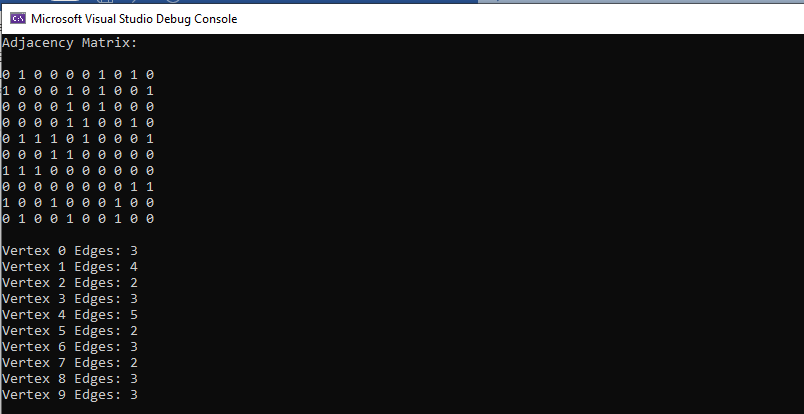 Microsoft Visual Studio Debug Console
Adjacency Matrix:
0 1 0 0 0 0 1 0 1 0
1 0 0 0 1 0 1 0 0 1
0 0 0 0 1 0 1 0 0 0
0 0 0 0 1 1 0 0 1 0
0 1 1 1 0 1 0 0 0 1
0 0 0 1 1 0 0 0 0 0
1 1 1 0 0 0 0 0 0 0
0 0 0 0 0 0 0 0 1 1
1 0 0 1 0 0 0 1 0 0
0 1 0 0 1 0 0 1 0 0
Vertex 0 Edges: 3
Vertex 1 Edges: 4
Vertex 2 Edges: 2
Vertex 3 Edges: 3
Vertex 4 Edges: 5
Vertex 5 Edges: 2
Vertex 6 Edges: 3
Vertex 7 Edges: 2
Vertex 8 Edges: 3
Vertex 9 Edges: 3